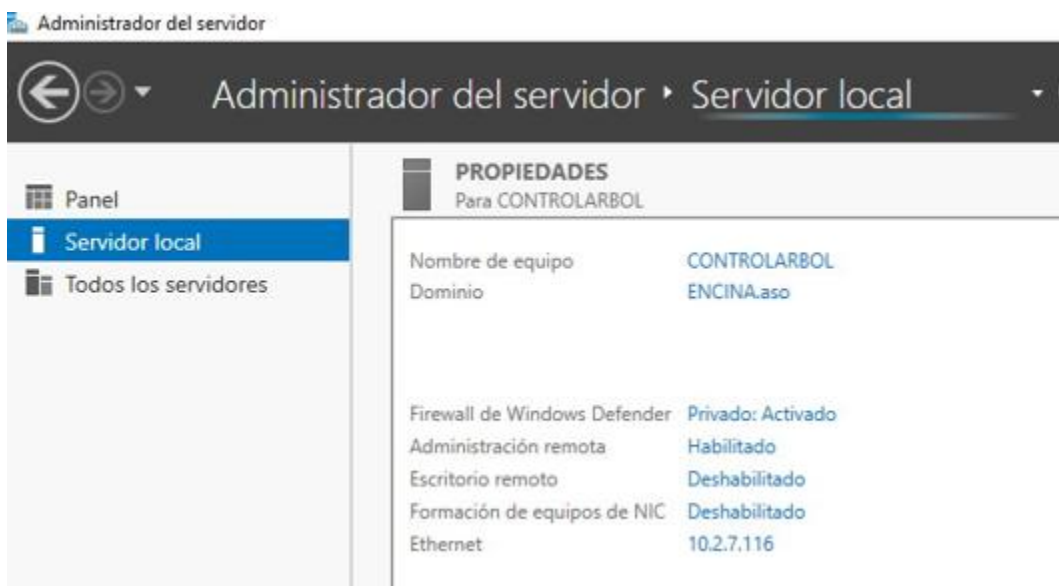 Administrador del servidor
Administrador del servidor ‣ Servidor local
Panel
Servidor local
Todos los servidores
PROPIEDADES
Para CONTROLARBOL
Nombre de equipo CONTROLARBOL
Dominio ENCINA.aso
Firewall de Windows Defender Privado: Activado
Administración remota Habilitado
Escritorio remoto Deshabilitado
Formación de equipos de NIC Deshabilitado
Ethernet 10.2.7.116